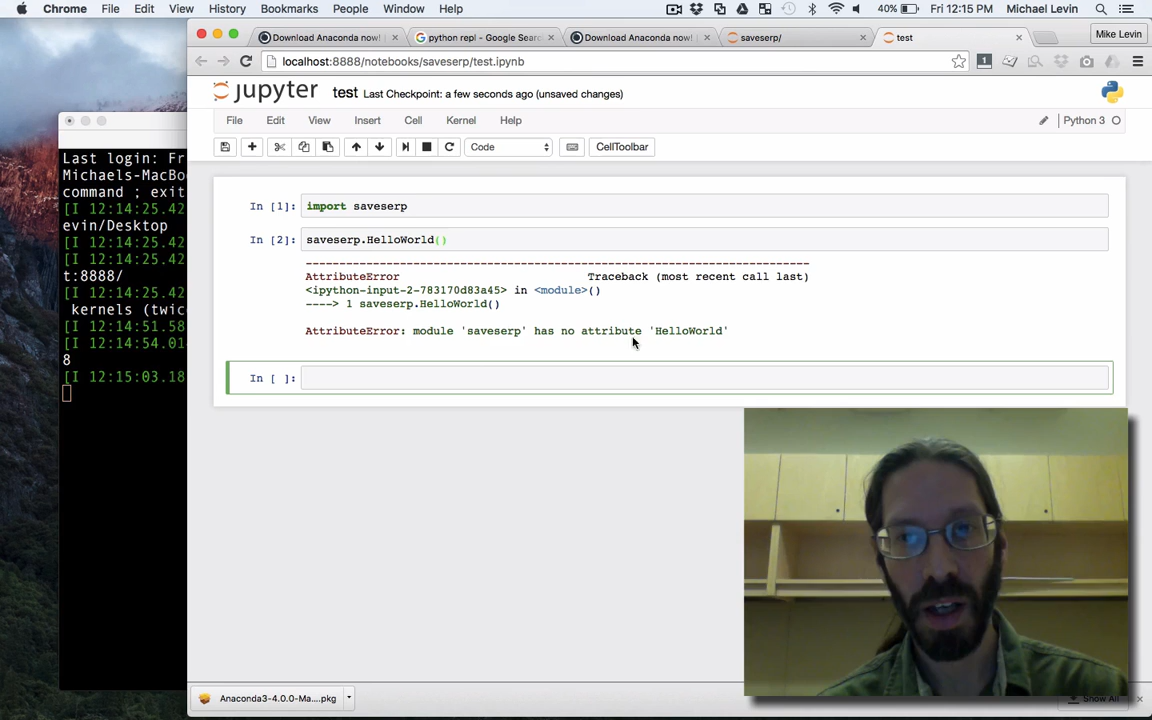 Chrome File Edit View History Bookmarks People Window Help 40% Fri 12:15 PM Michael Levin
Download Anaconda now! python repl - Google Sear Download Anaconda now! saveserp/ test Mike Levin
localhost:8888/notebooks/saveserp/test.ipynb 1
jupyter test Last Checkpoint: a few seconds ago (unsaved changes)
File Edit View Insert Cell Kernel Help Python 3
Code CellToolbar
Last login: Fr
Michaels-MacBo
command ; exit
[I 12:14:25.42
evin/Desktop
[I 12:14:25.42
[I 12:14:25.42
t:8888/
[I 12:14:25.42
kernels (twic
[I 12:14:51.58
[I 12:14:54.01
8
[I 12:15:03.18
In [1]: import saveserp
In [2]: saveserp.HelloWorld()
---------------------------------------------------------------------------
AttributeError Traceback (most recent call last)
<ipython-input-2-783170d83a45> in <module>()
----> 1 saveserp.HelloWorld()
AttributeError: module 'saveserp' has no attribute 'HelloWorld'
In [ ]:
Anaconda3-4.0.0-Ma....pkg Show All